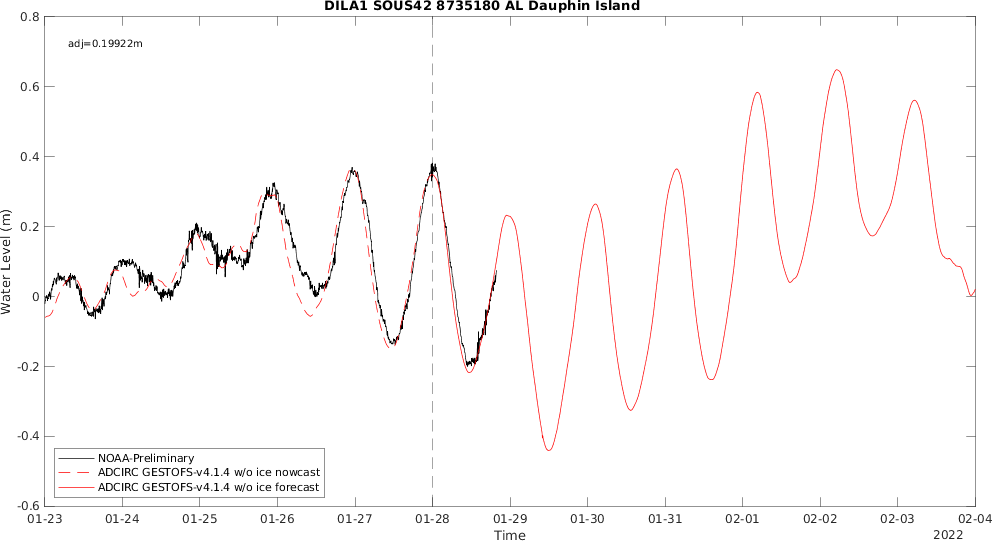 DILA1 SOUS42 8735180 AL Dauphin Island
adj=0.19922m
0.8
0.6
0.4
0.2
0
-0.2
-0.4
-0.6
Water Level (m)
NOAA-Preliminary
ADCIRC GESTOFS-v4.1.4 w/o ice nowcast
ADCIRC GESTOFS-v4.1.4 w/o ice forecast
01-23 01-24 01-25 01-26 01-27 01-28 01-29 01-30 01-31 02-01 02-02 02-03 02-04
Time
2022